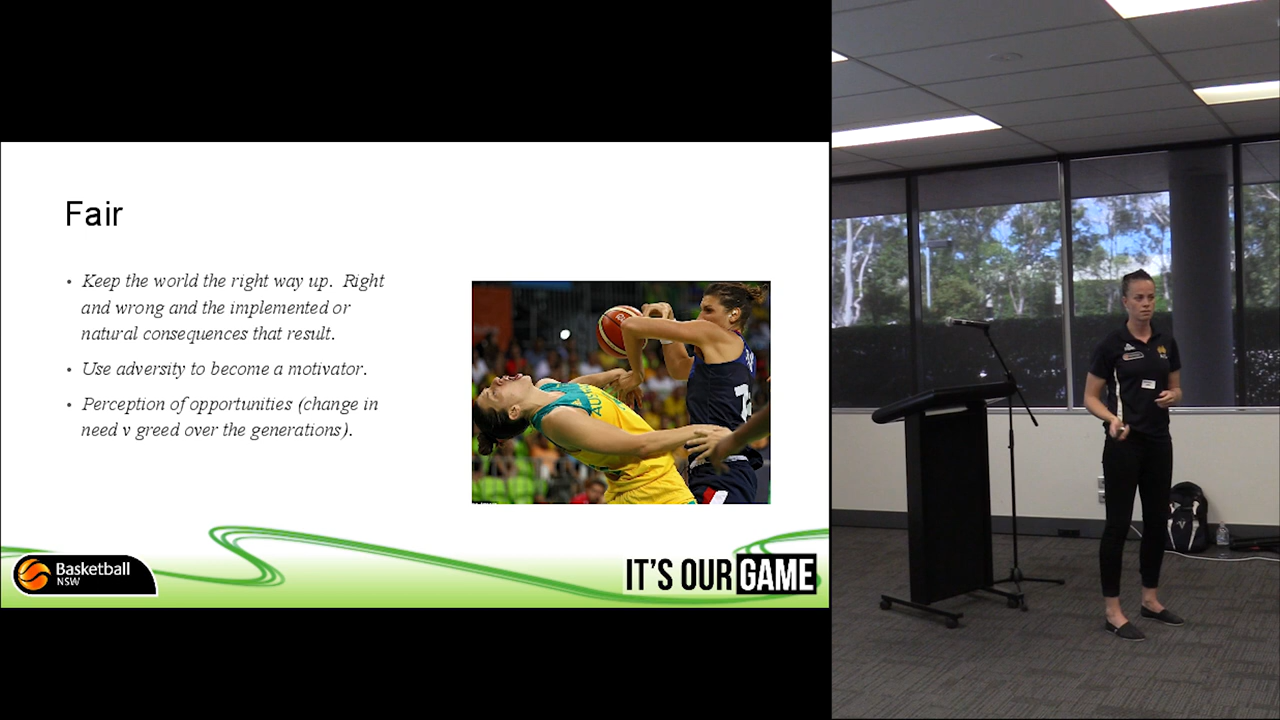 Fair
• Keep the world the right way up. Right
and wrong and the implemented or
natural consequences that result.
• Use adversity to become a motivator.
• Perception of opportunities (change in
need v greed over the generations).
Basketball
NSW
IT'S OUR GAME